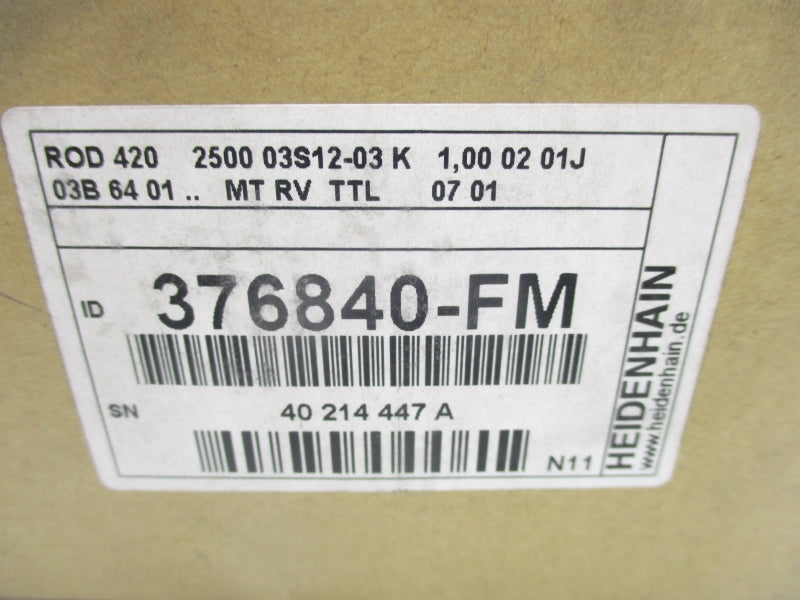 ROD 420 2500 03S12-03 K 1,00 02 01J
03B 64 01 .. MT RV TTL 07 01
ID 376840-FM
SN 40 214 447 A
N11
HEIDENHAIN
www.heidenhain.de